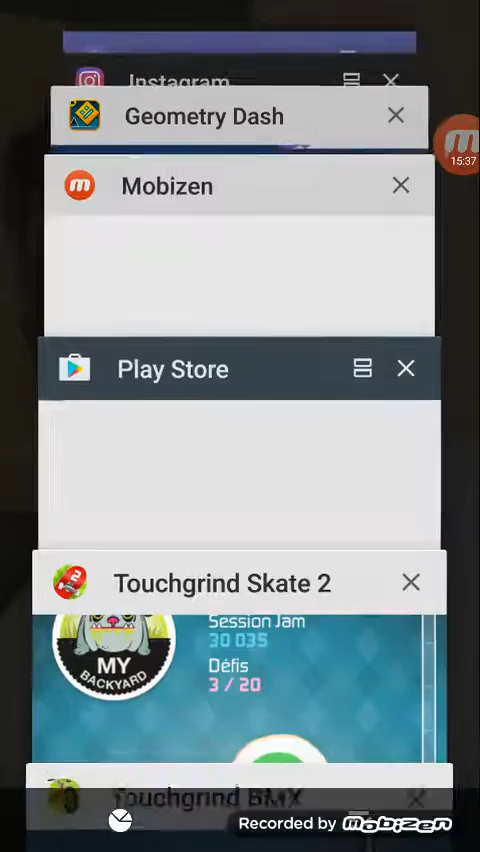 Instagram
Geometry Dash
15:37
Mobizen
Play Store
Touchgrind Skate 2
Session Jam
30 035
Défis
3 / 20
MY
BACKYARD
Touchgrind BMX
Recorded by mobizen